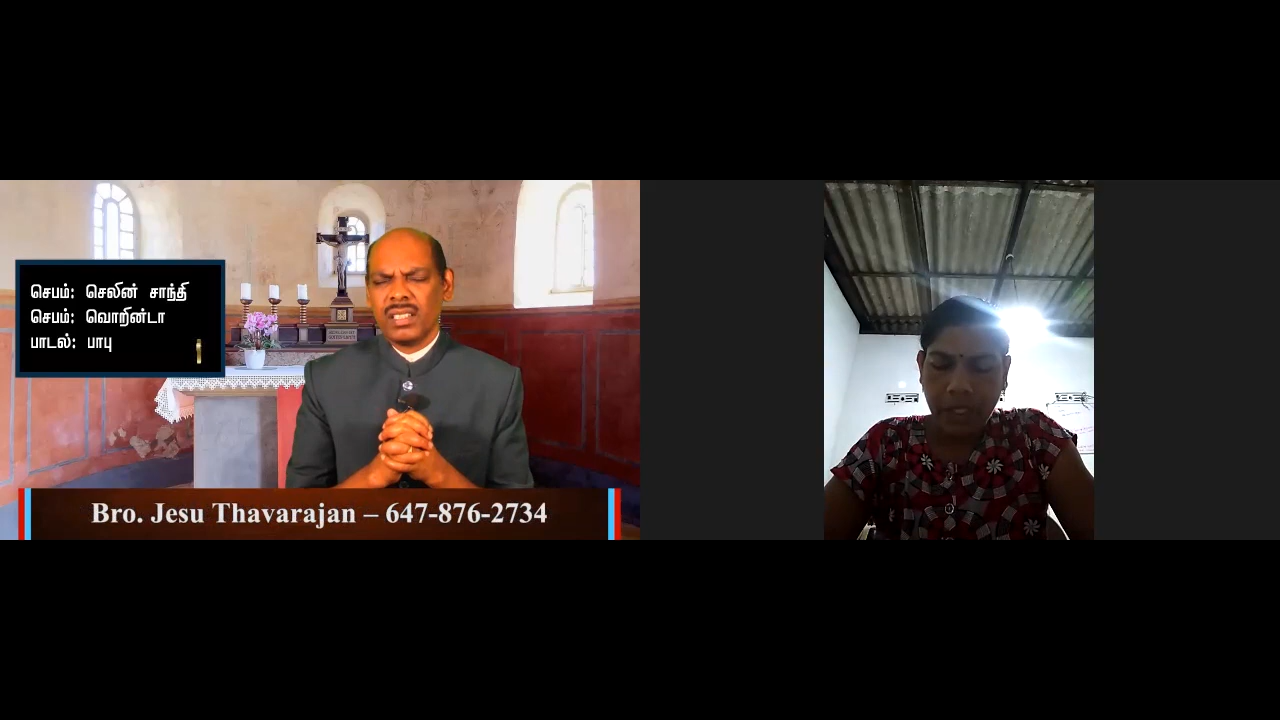 செபம்: செலின் சாந்தி
செபம்: வொறின்டா
பாடல்: பாபு
Bro. Jesu Thavarajan – 647-876-2734